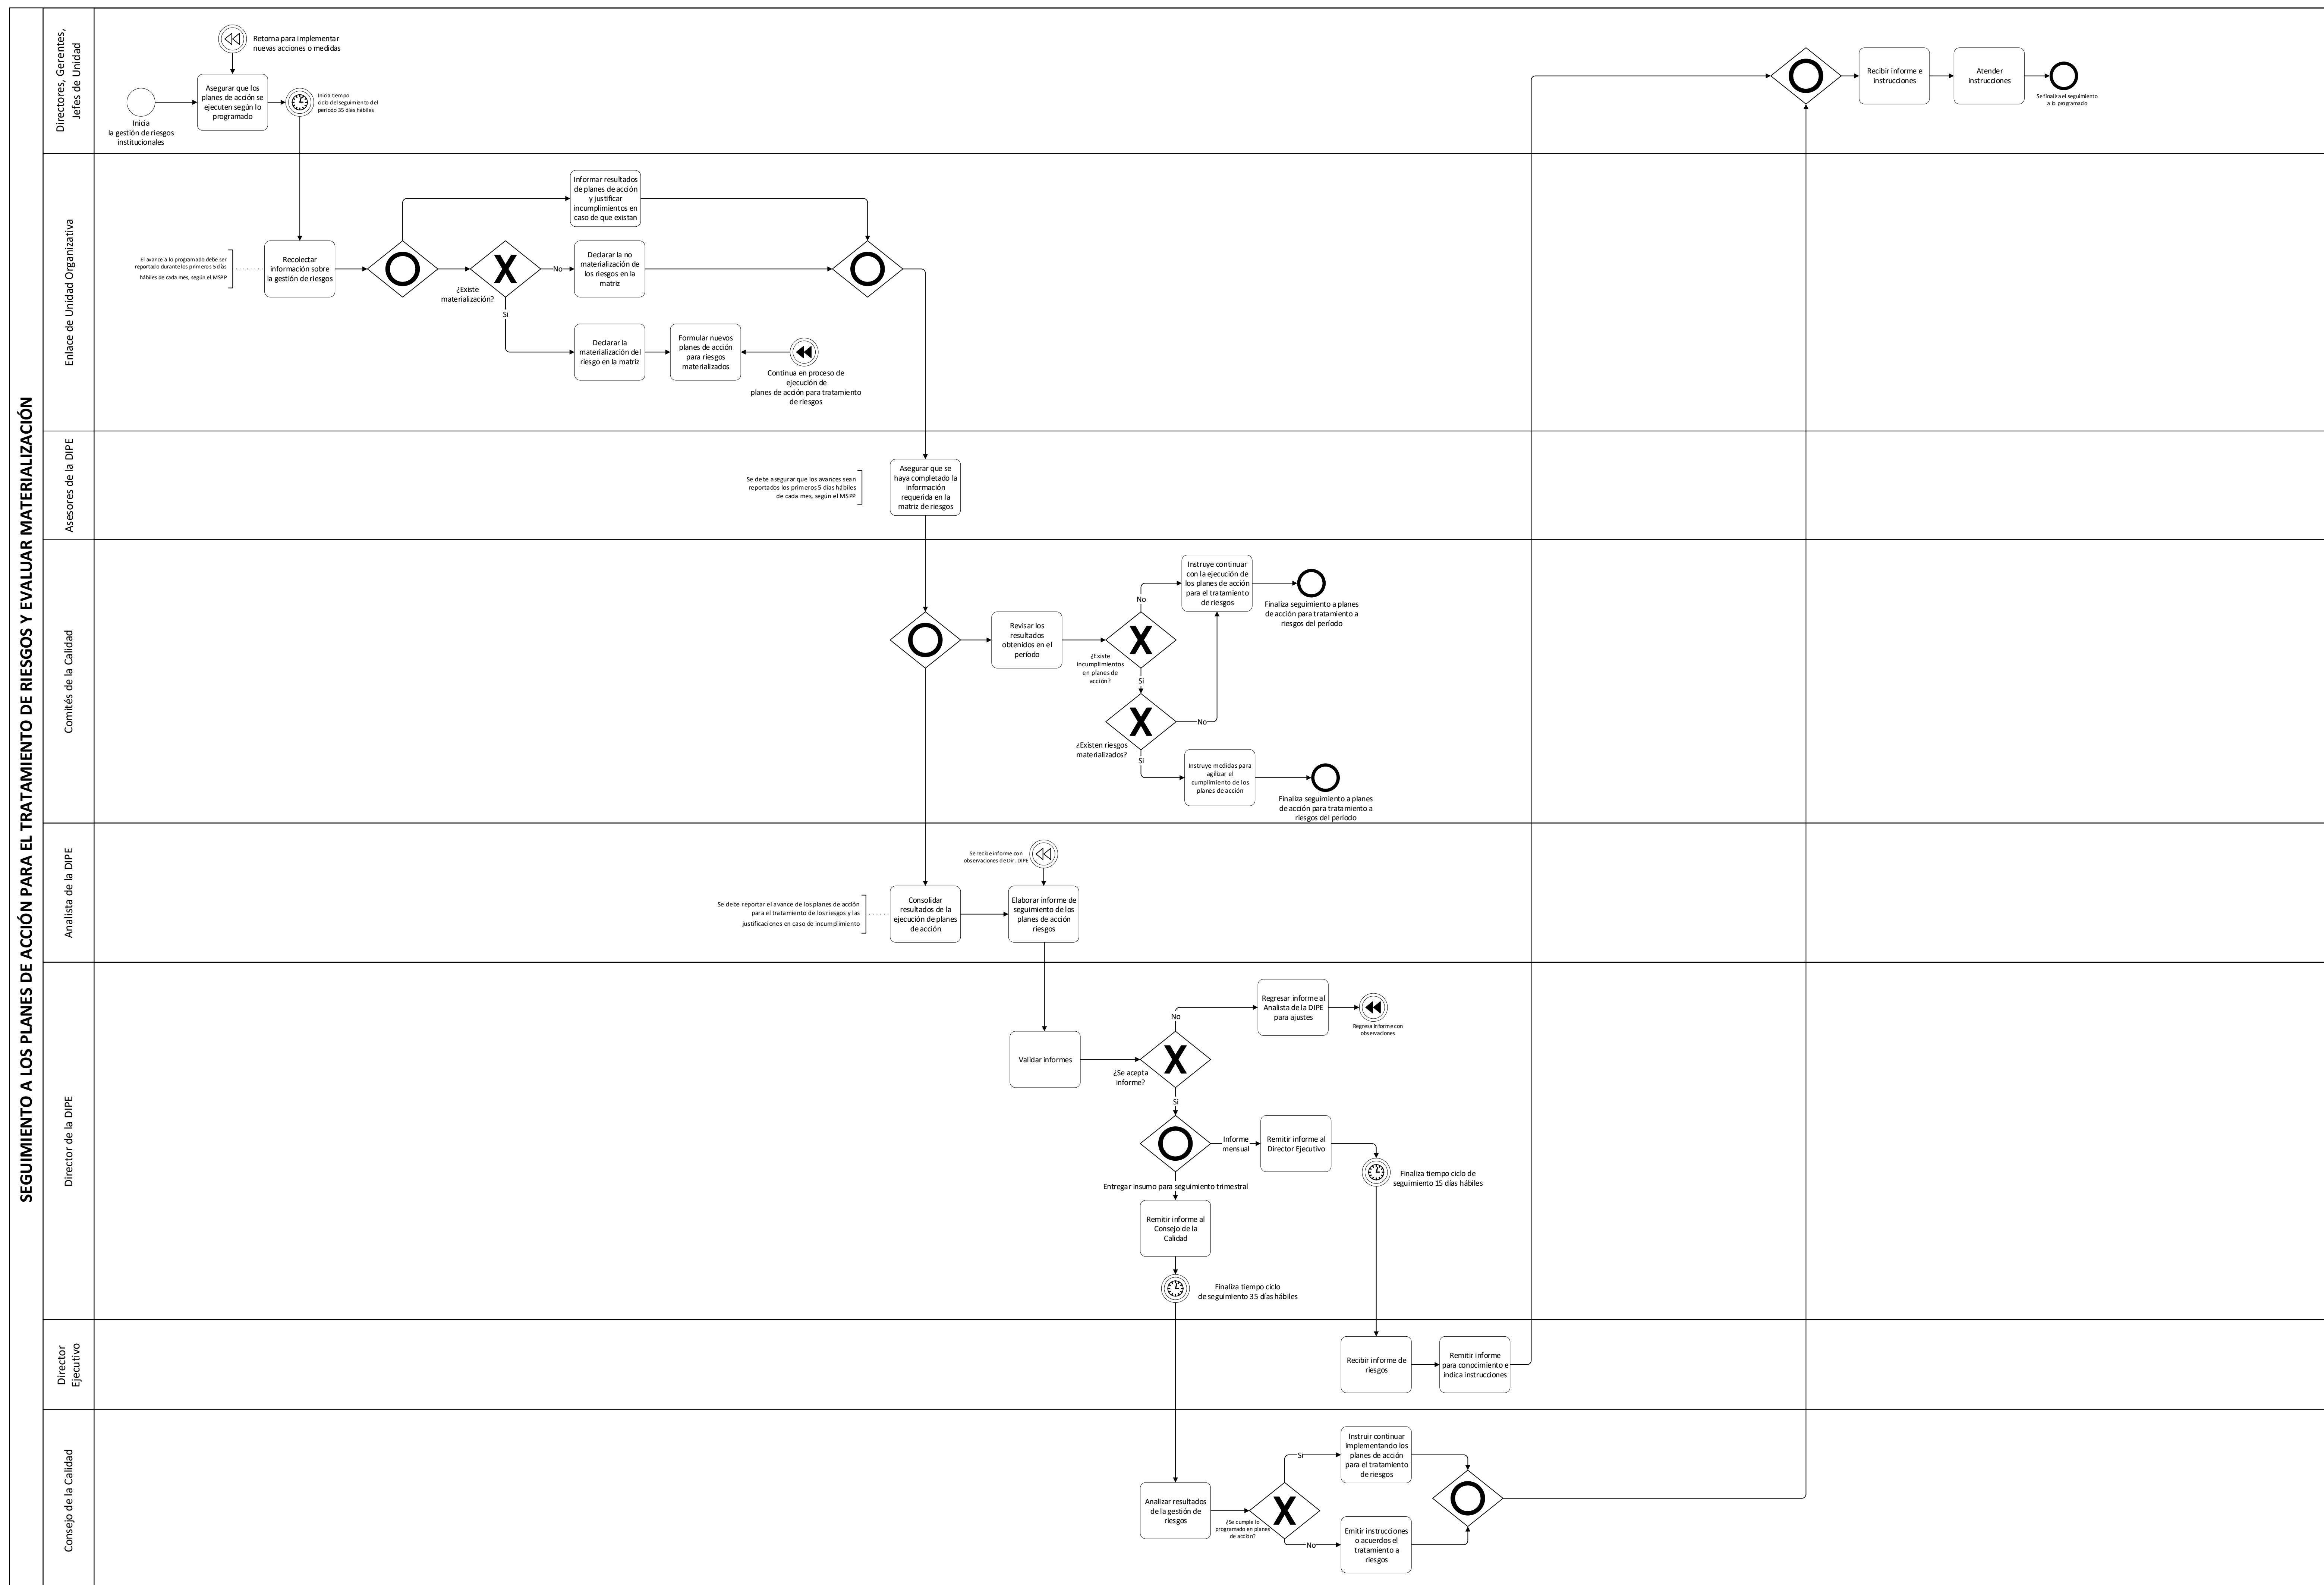 SEGUIMIENTO A LOS PLANES DE ACCIÓN PARA EL TRATAMIENTO DE RIESGOS Y EVALUAR MATERIALIZACIÓN
Directores, Gerentes,
Jefes de Unidad
Retorna para implementar
nuevas acciones o medidas
Inicia
la gestión de riesgos
institucionales
Asegurar que los
planes de acción se
ejecuten según lo
programado
Inicia tiempo
ciclo del seguimiento del
periodo 35 días hábiles
Recibir informe e
instrucciones
Atender
instrucciones
Se finaliza el seguimiento
a lo programado
Enlace de Unidad Organizativa
El avance a lo programado debe ser
reportado durante los primeros 5 días
hábiles de cada mes, según el MSPP
Recolectar
información sobre
la gestión de riesgos
Informar resultados
de planes de acción
y justificar
incumplimientos en
caso de que existan
¿Existe
materialización?
No
Declarar la no
materialización de
los riesgos en la
matriz
Si
Declarar la
materialización del
riesgo en la matriz
Formular nuevos
planes de acción
para riesgos
materializados
Continua en proceso de
ejecución de
planes de acción para tratamiento
de riesgos
Asesores de la DIPE
Se debe asegurar que los avances sean
reportados los primeros 5 días hábiles
de cada mes, según el MSPP
Asegurar que se
haya completado la
información
requerida en la
matriz de riesgos
Comités de la Calidad
Revisar los
resultados
obtenidos en el
período
¿Existe
incumplimientos
en planes de
acción?
No
Instruye continuar
con la ejecución de
los planes de acción
para el tratamiento
de riesgos
Finaliza seguimiento a planes
de acción para tratamiento a
riesgos del período
Si
¿Existen riesgos
materializados?
No
Si
Instruye medidas para
agilizar el
cumplimiento de los
planes de acción
Finaliza seguimiento a planes
de acción para tratamiento a
riesgos del período
Analista de la DIPE
Se recibe informe con
observaciones de Dir. DIPE
Se debe reportar el avance de los planes de acción
para el tratamiento de los riesgos y las
justificaciones en caso de incumplimiento
Consolidar
resultados de la
ejecución de planes
de acción
Elaborar informe de
seguimiento de los
planes de acción
riesgos
Director de la DIPE
Validar informes
¿Se acepta
informe?
No
Regresar informe al
Analista de la DIPE
para ajustes
Regresa informe con
observaciones
Si
Informe
mensual
Remitir informe al
Director Ejecutivo
Finaliza tiempo ciclo de
seguimiento 15 días hábiles
Entregar insumo para seguimiento trimestral
Remitir informe al
Consejo de la
Calidad
Finaliza tiempo ciclo
de seguimiento 35 días hábiles
Director
Ejecutivo
Recibir informe de
riesgos
Remitir informe
para conocimiento e
indica instrucciones
Consejo de la Calidad
Analizar resultados
de la gestión de
riesgos
¿Se cumple lo
programado en planes
de acción?
Si
Instruir continuar
implementando los
planes de acción
para el tratamiento
de riesgos
No
Emitir instrucciones
o acuerdos el
tratamiento a
riesgos